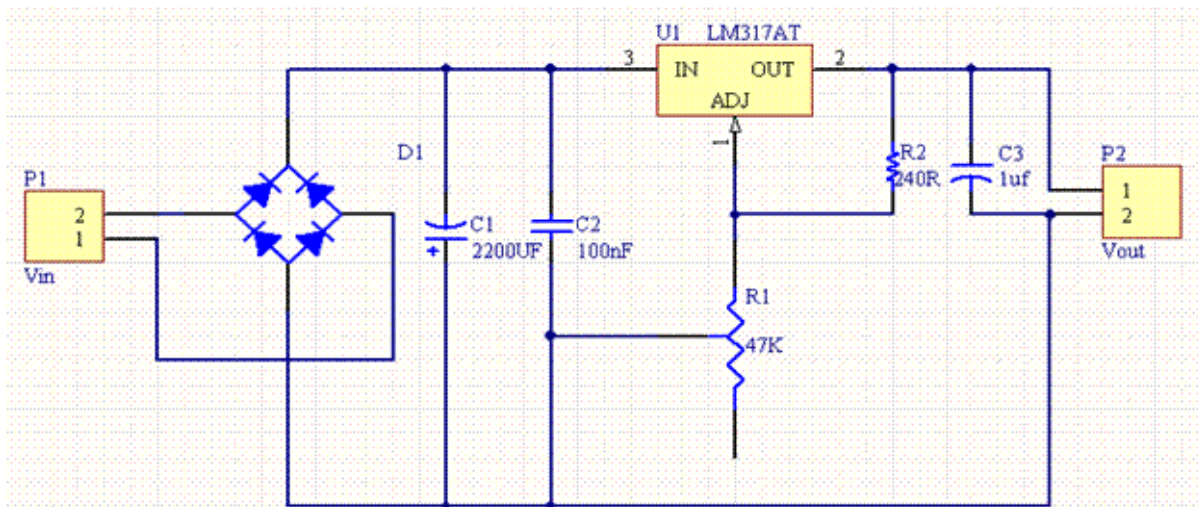 U1 LM317AT
3 IN OUT 2
ADJ
1
D1
P1
2
1
Vin
C1
2200UF
+
C2
100nF
R2
240R
C3
1uf
P2
1
2
Vout
R1
47K